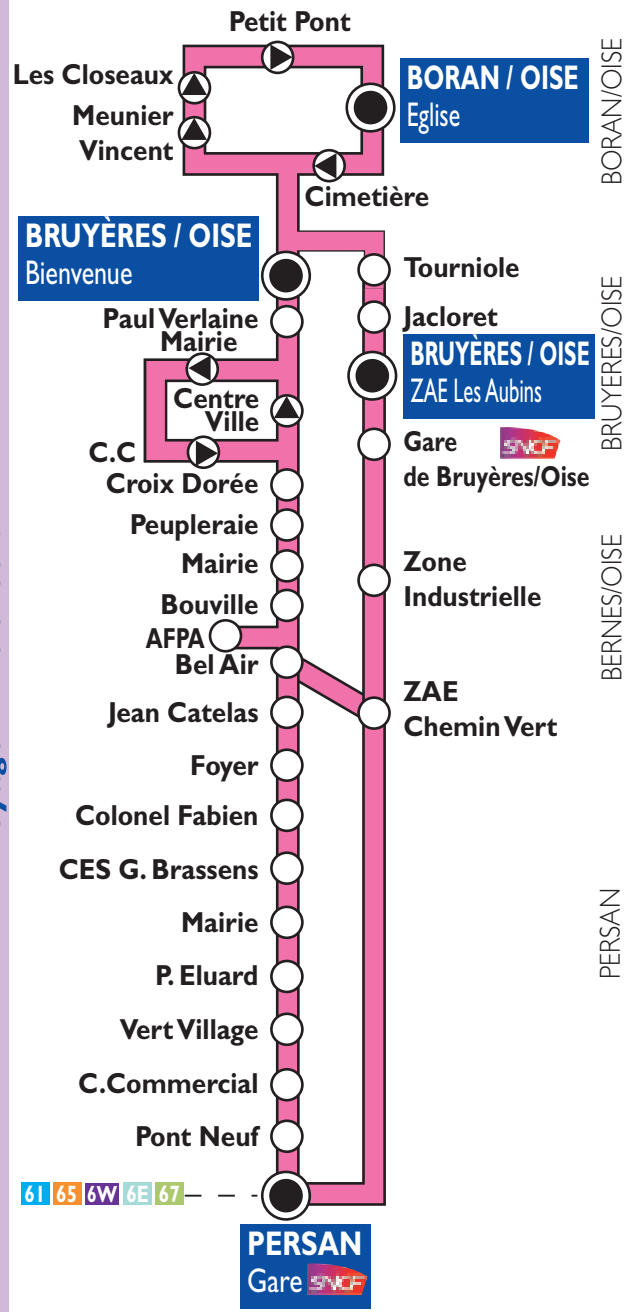 Petit Pont
Les Closeaux
Meunier
Vincent
BORAN / OISE
Eglise
Cimetière
BORAN/OISE
BRUYÈRES / OISE
Bienvenue
Tourniole
Paul Verlaine
Jacloret
Mairie
BRUYÈRES / OISE
ZAE Les Aubins
Centre
Ville
C.C
Gare SNCF
de Bruyères/Oise
BRUYERES/OISE
Croix Dorée
Peupleraie
Mairie
Zone
Industrielle
Bouville
AFPA
Bel Air
BERNES/OISE
ZAE
Chemin Vert
Jean Catelas
Foyer
Colonel Fabien
CES G. Brassens
Mairie
PERSAN
P. Eluard
Vert Village
C.Commercial
Pont Neuf
61 65 6W 6E 67
PERSAN
Gare SNCF